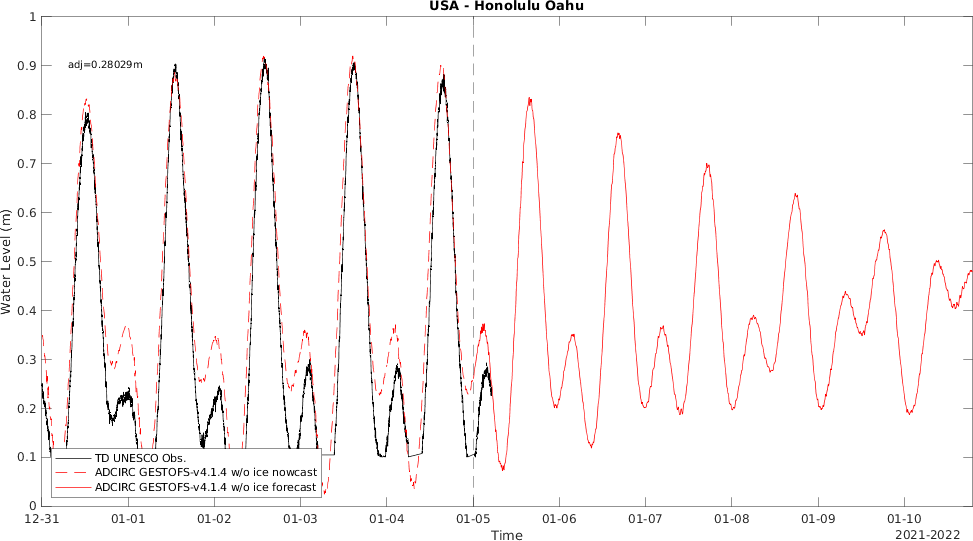 USA - Honolulu Oahu
adj=0.28029m
Water Level (m)
1
0.9
0.8
0.7
0.6
0.5
0.4
0.3
0.2
0.1
0
TD UNESCO Obs.
ADCIRC GESTOFS-v4.1.4 w/o ice nowcast
ADCIRC GESTOFS-v4.1.4 w/o ice forecast
12-31 01-01 01-02 01-03 01-04 01-05 01-06 01-07 01-08 01-09 01-10
Time
2021-2022